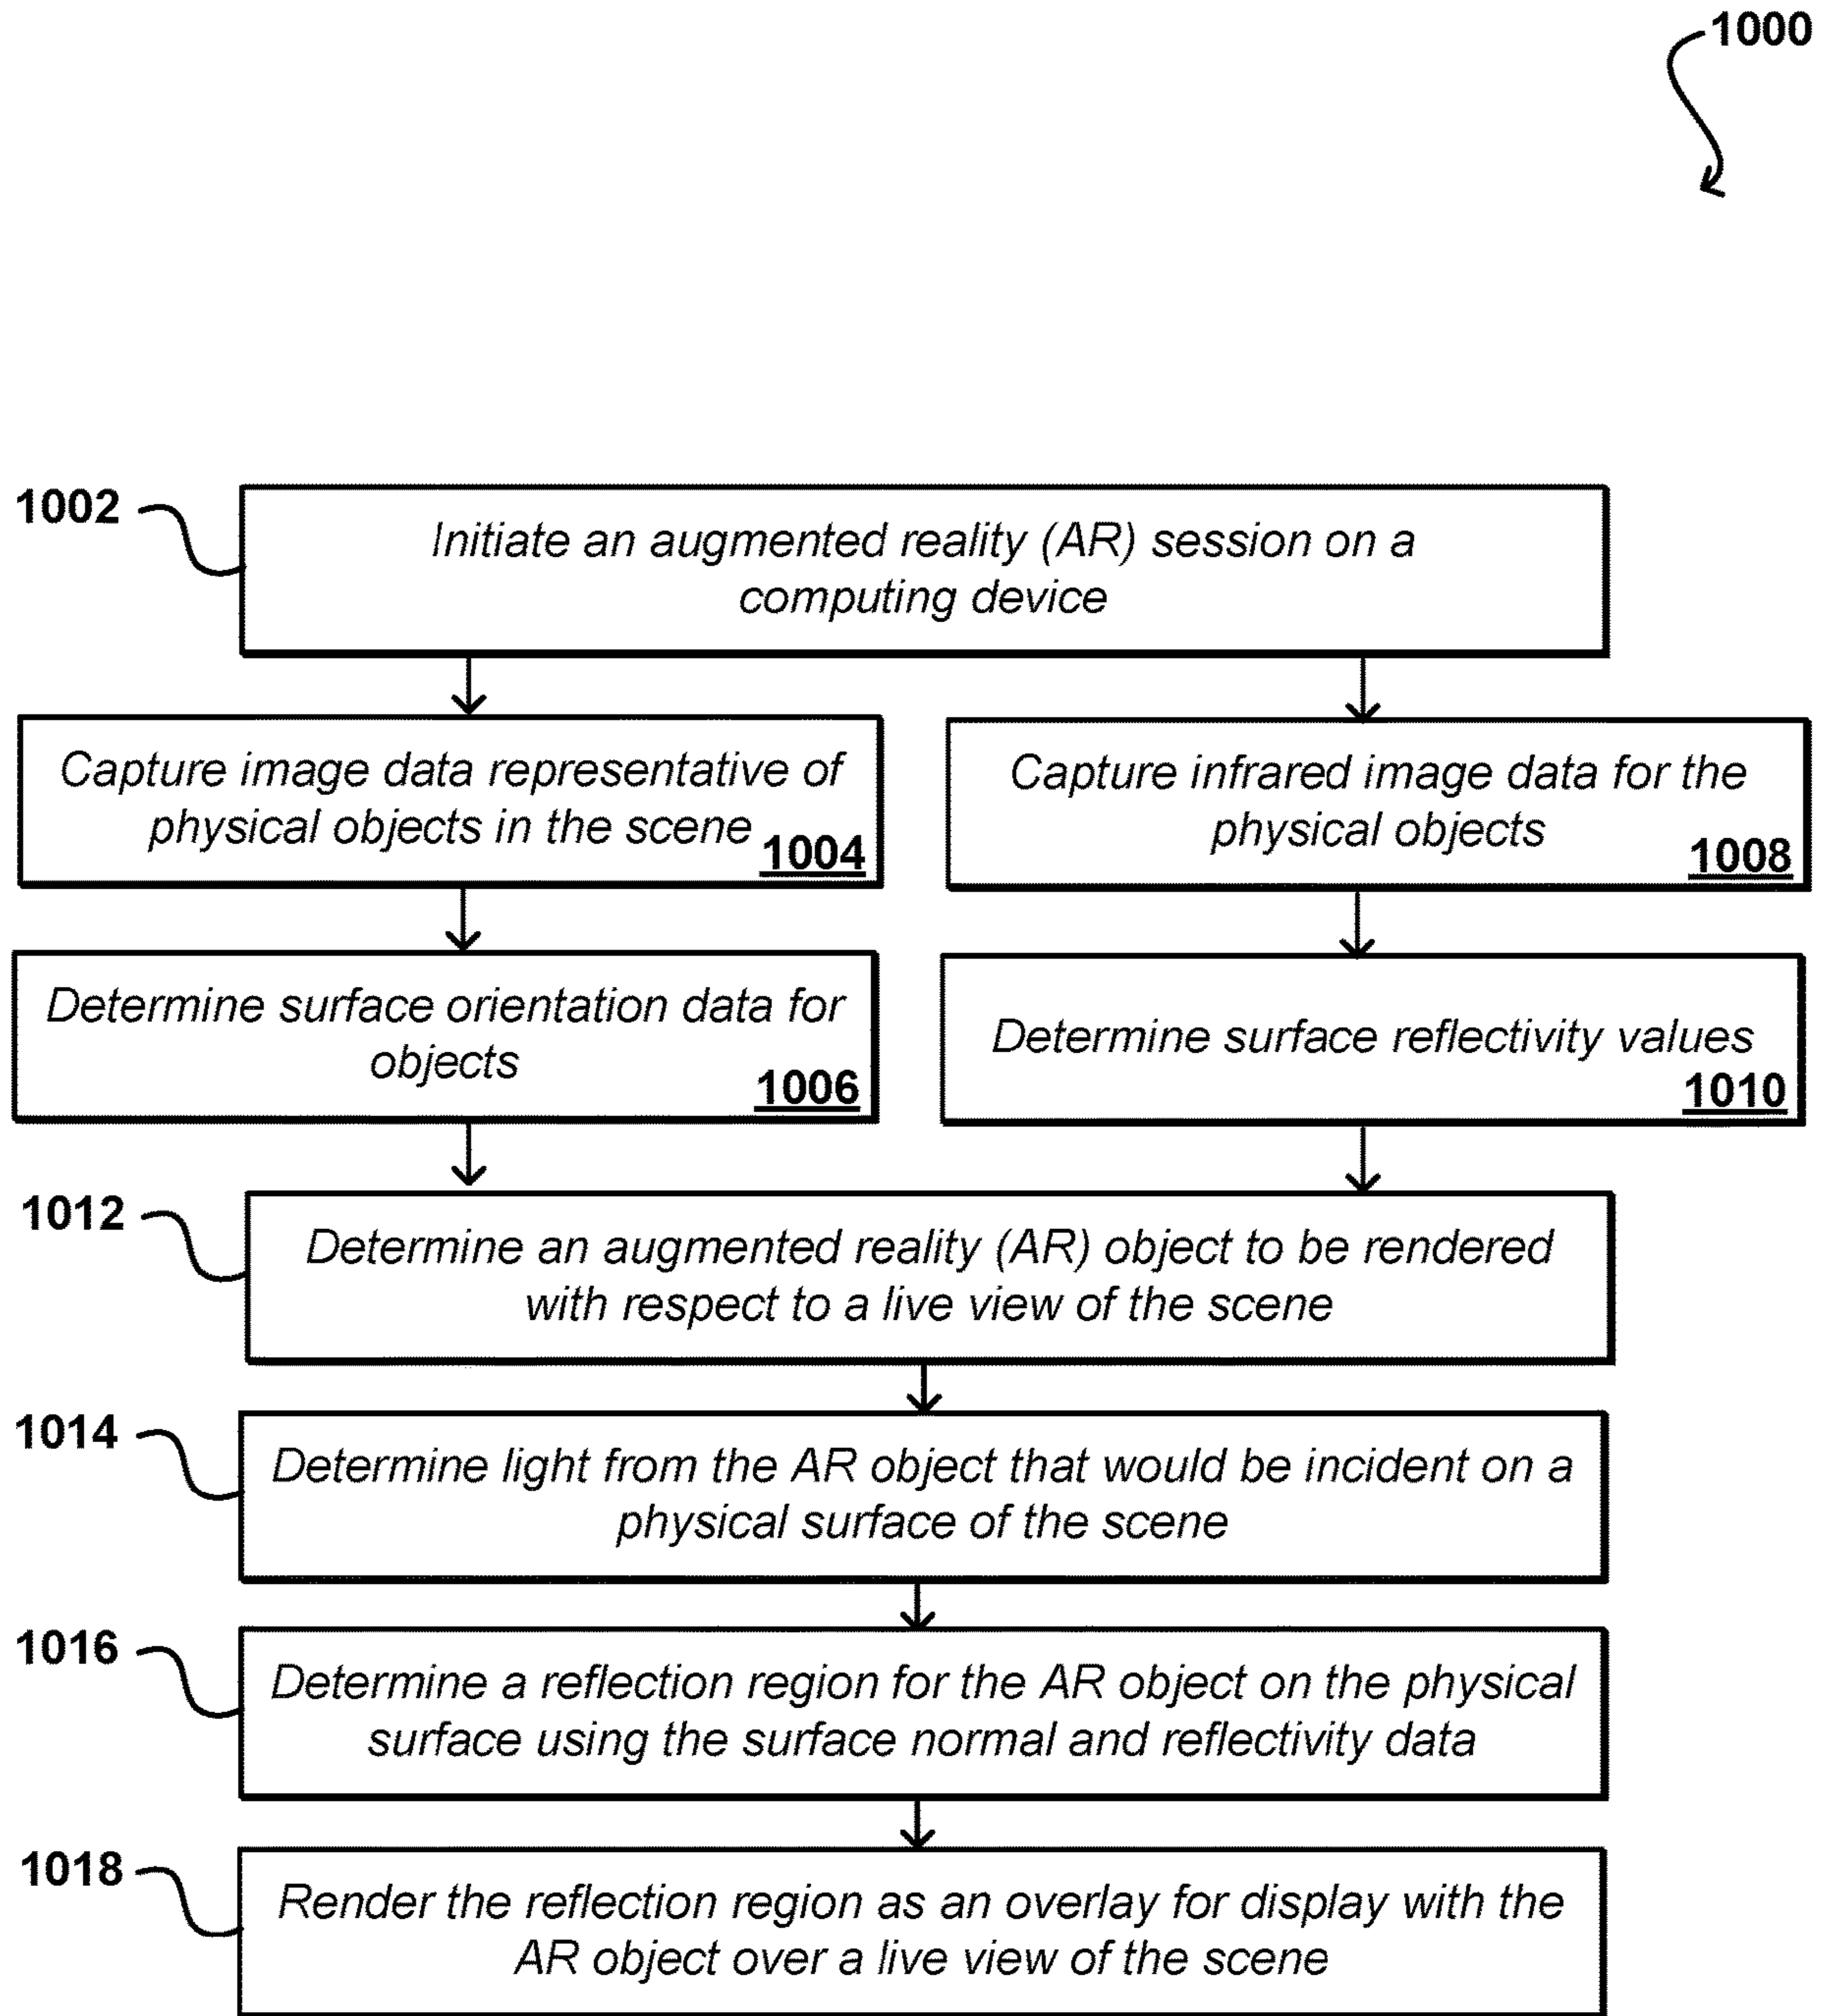 1000
1002
Initiate an augmented reality (AR) session on a
computing device
Capture image data representative of
physical objects in the scene
1004
Capture infrared image data for the
physical objects
1008
Determine surface orientation data for
objects
1006
Determine surface reflectivity values
1010
1012
Determine an augmented reality (AR) object to be rendered
with respect to a live view of the scene
1014
Determine light from the AR object that would be incident on a
physical surface of the scene
1016
Determine a reflection region for the AR object on the physical
surface using the surface normal and reflectivity data
1018
Render the reflection region as an overlay for display with the
AR object over a live view of the scene